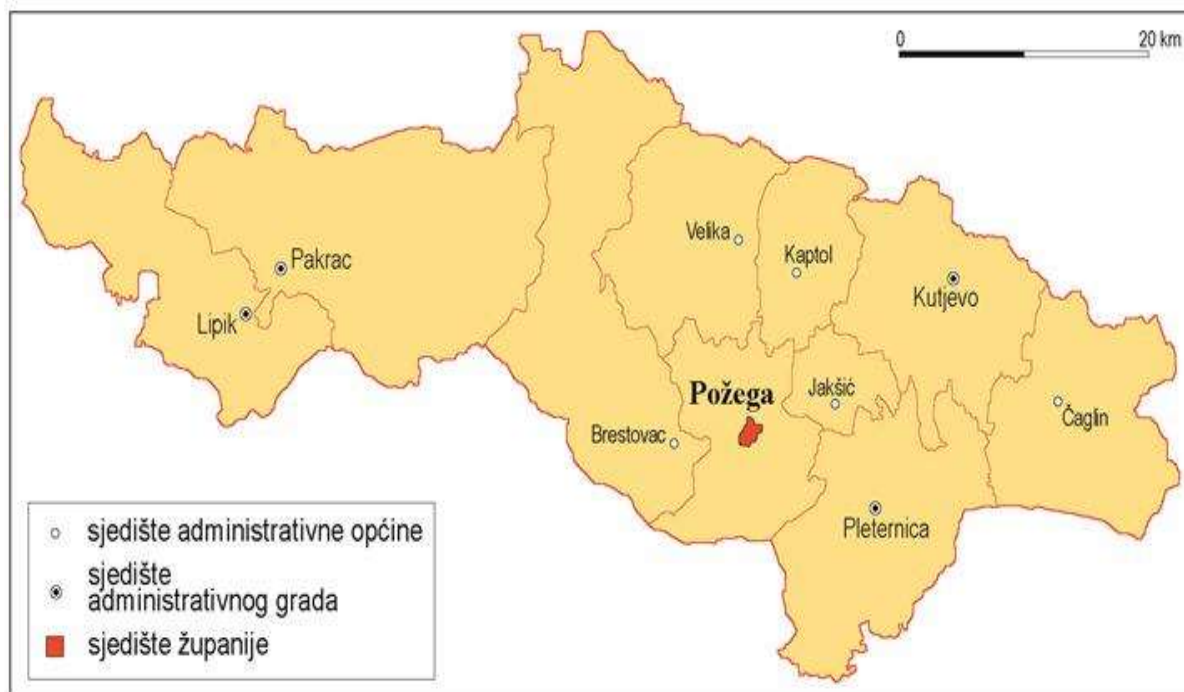 0 20 km
Velika
Kaptol
Pakrac
Kutjevo
Lipik
Jakšić
Požega
Čaglin
Brestovac
Pleternica
sjedište administrativne općine
sjedište
administrativnog grada
sjedište županije